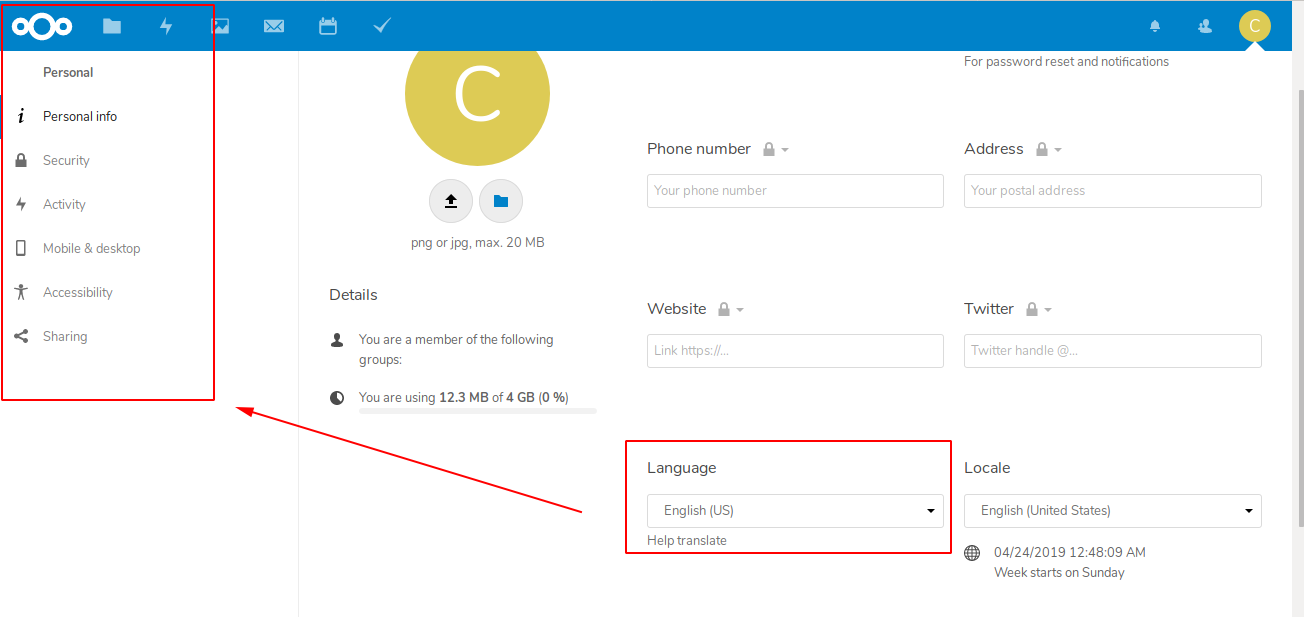 C
Personal
Personal info
Security
Activity
Mobile & desktop
Accessibility
Sharing
C
png or jpg, max. 20 MB
Details
You are a member of the following
groups:
You are using 12.3 MB of 4 GB (0 %)
For password reset and notifications
Phone number
Your phone number
Address
Your postal address
Website
Link https://...
Twitter
Twitter handle @...
Language
English (US)
Help translate
Locale
English (United States)
04/24/2019 12:48:09 AM
Week starts on Sunday